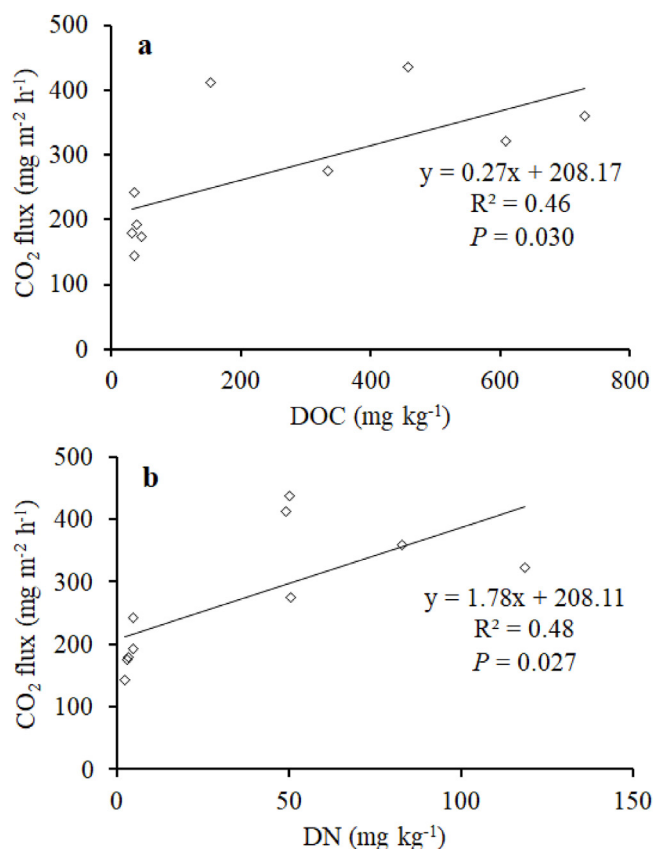 a
500
400
300
200
100
0
CO₂ flux (mg m⁻² h⁻¹)
y = 0.27x + 208.17
R² = 0.46
P = 0.030
0 200 400 600 800
DOC (mg kg⁻¹)
b
500
400
300
200
100
0
CO₂ flux (mg m⁻² h⁻¹)
y = 1.78x + 208.11
R² = 0.48
P = 0.027
0 50 100 150
DN (mg kg⁻¹)